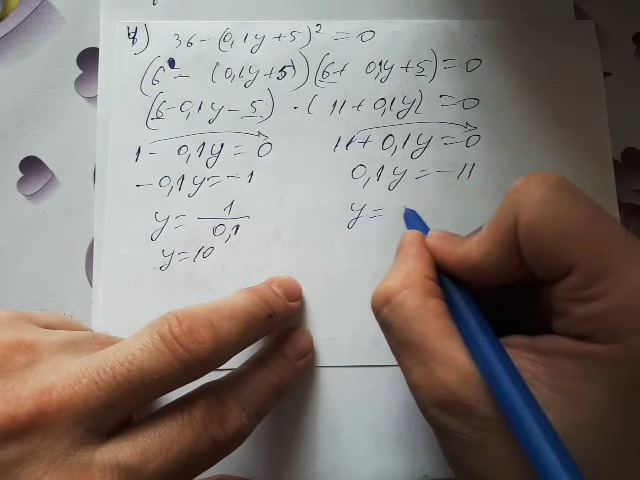 8) 36 - (0,1y + 5)² = 0
(6 - (0,1y + 5))(6 + 0,1y + 5) = 0
(6 - 0,1y - 5) · (11 + 0,1y) = 0
1 - 0,1y = 0 11 + 0,1y = 0
-0,1y = -1 0,1y = -11
y = 1/0,1 y =
y = 10